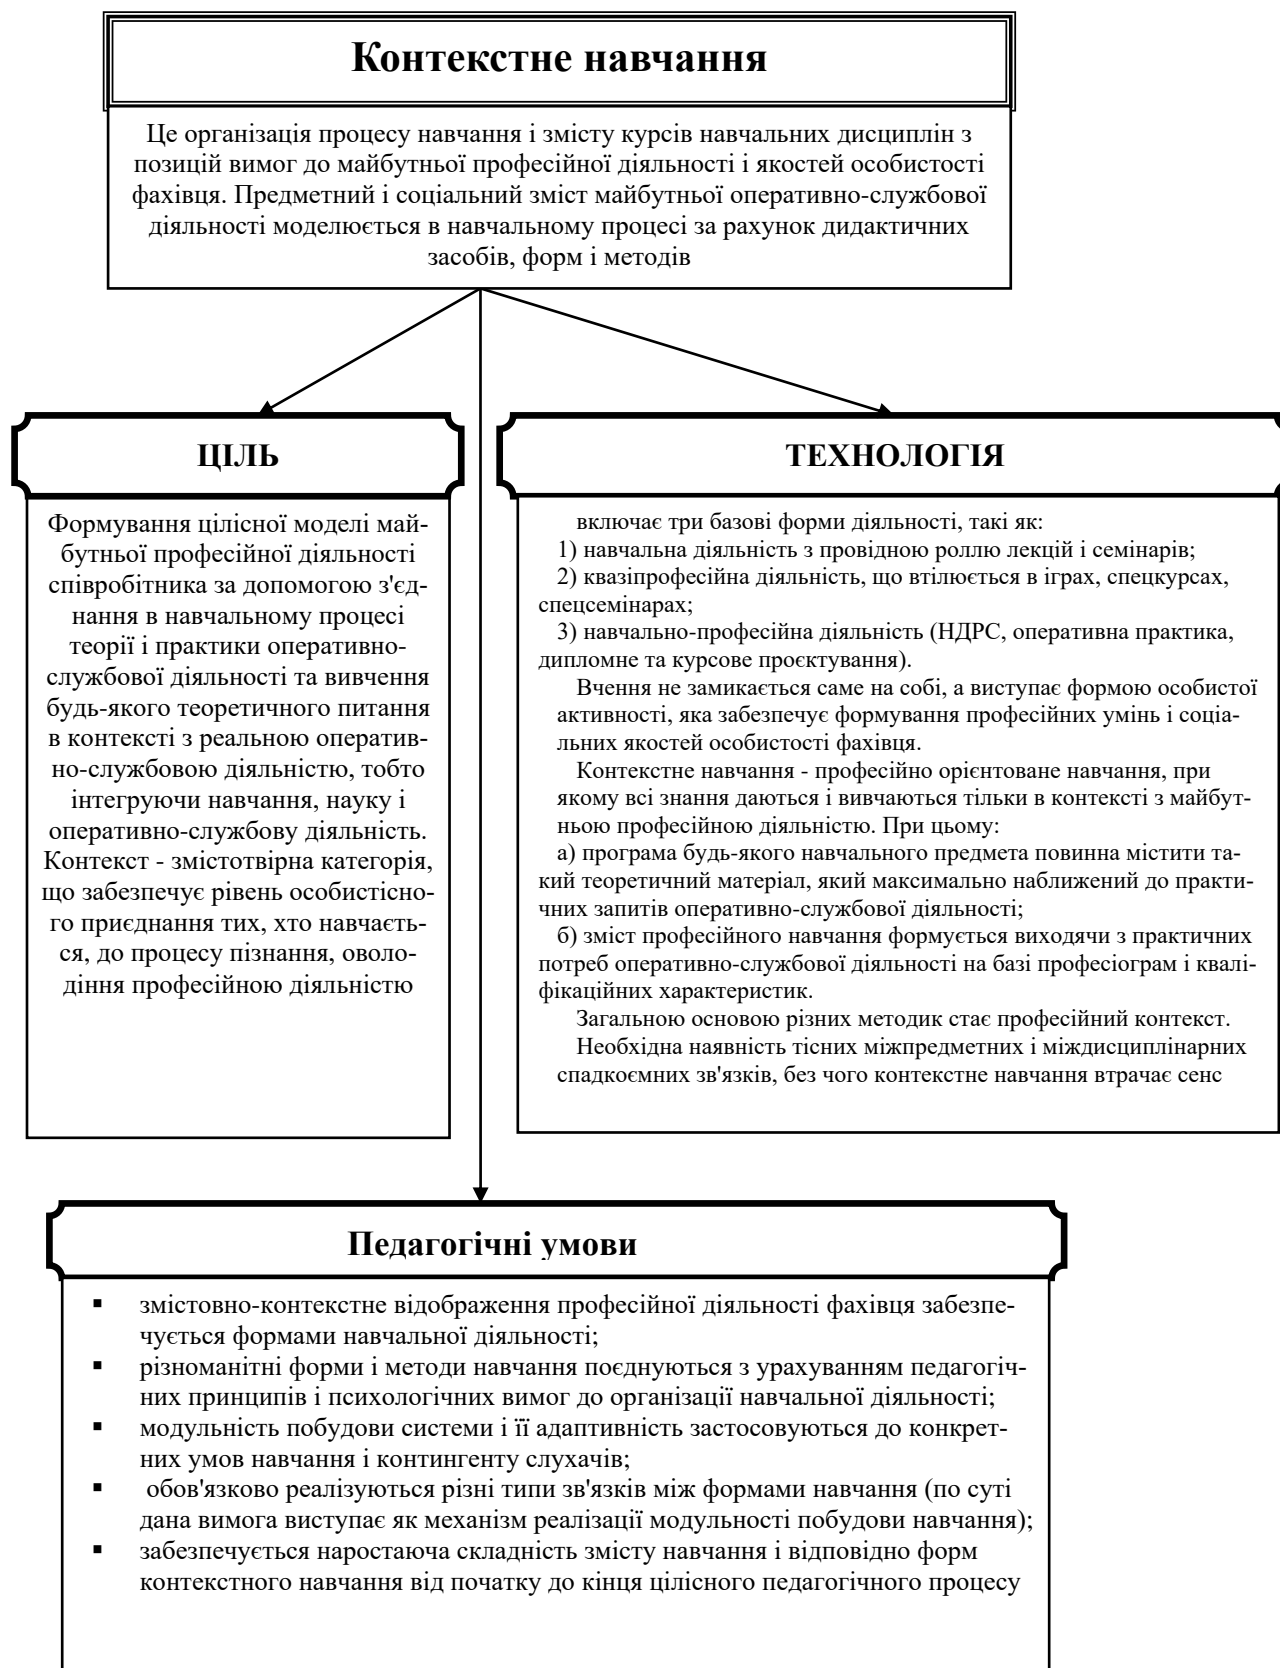 Контекстне навчання
Це організація процесу навчання і змісту курсів навчальних дисциплін з
позицій вимог до майбутньої професійної діяльності і якостей особистості
фахівця. Предметний і соціальний зміст майбутньої оперативно-службової
діяльності моделюється в навчальному процесі за рахунок дидактичних
засобів, форм і методів
ЦІЛЬ
Формування цілісної моделі май-
бутньої професійної діяльності
співробітника за допомогою з'єд-
нання в навчальному процесі
теорії і практики оперативно-
службової діяльності та вивчення
будь-якого теоретичного питання
в контексті з реальною оператив-
но-службовою діяльністю, тобто
інтегруючи навчання, науку і
оперативно-службову діяльність.
Контекст - змістотвірна категорія,
що забезпечує рівень особистісно-
го приєднання тих, хто навчаєть-
ся, до процесу пізнання, оволо-
діння професійною діяльністю
ТЕХНОЛОГІЯ
включає три базові форми діяльності, такі як:
1) навчальна діяльність з провідною роллю лекцій і семінарів;
2) квазіпрофесійна діяльність, що втілюється в іграх, спецкурсах,
спецсемінарах;
3) навчально-професійна діяльність (НДРС, оперативна практика,
дипломне та курсове проєктування).
Вчення не замикається саме на собі, а виступає формою особистої
активності, яка забезпечує формування професійних умінь і соціа-
льних якостей особистості фахівця.
Контекстне навчання - професійно орієнтоване навчання, при
якому всі знання даються і вивчаються тільки в контексті з майбут-
ньою професійною діяльністю. При цьому:
а) програма будь-якого навчального предмета повинна містити та-
кий теоретичний матеріал, який максимально наближений до практи-
чних запитів оперативно-службової діяльності;
б) зміст професійного навчання формується виходячи з практичних
потреб оперативно-службової діяльності на базі професіограм і квалі-
фікаційних характеристик.
Загальною основою різних методик стає професійний контекст.
Необхідна наявність тісних міжпредметних і міждисциплінарних
спадкоємних зв'язків, без чого контекстне навчання втрачає сенс
Педагогічні умови
▪ змістовно-контекстне відображення професійної діяльності фахівця забезпе-
чується формами навчальної діяльності;
▪ різноманітні форми і методи навчання поєднуються з урахуванням педагогіч-
них принципів і психологічних вимог до організації навчальної діяльності;
▪ модульність побудови системи і її адаптивність застосовуються до конкрет-
них умов навчання і контингенту слухачів;
▪ обов'язково реалізуються різні типи зв'язків між формами навчання (по суті
дана вимога виступає як механізм реалізації модульності побудови навчання);
▪ забезпечується наростаюча складність змісту навчання і відповідно форм
контекстного навчання від початку до кінця цілісного педагогічного процесу